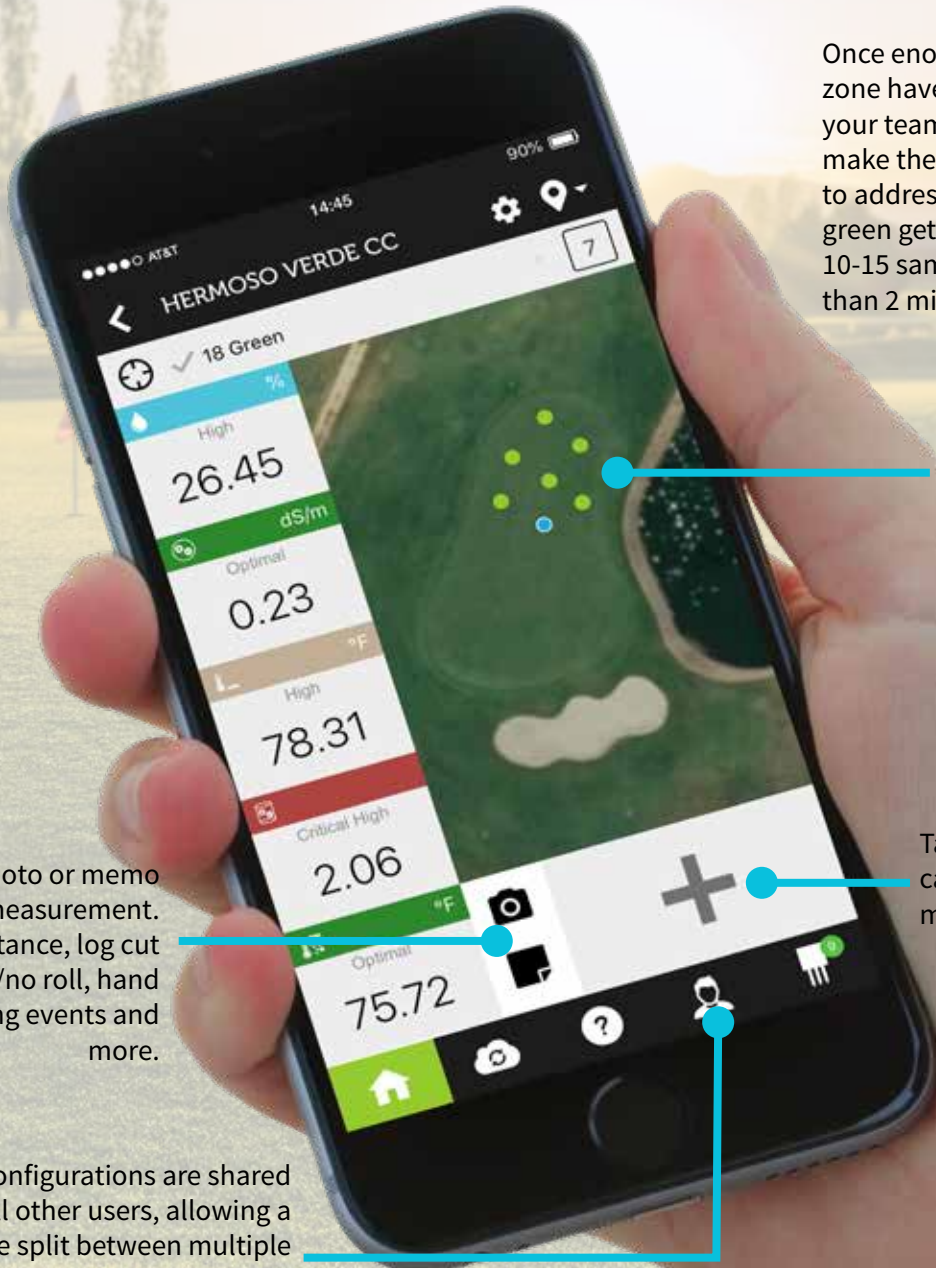 Once eno
zone have
your team
make the
to addres
green get
10-15 san
than 2 mi
AT&T 14:45 90%
HERMOSO VERDE CC
18 Green
7
%
High
26.45
dS/m
Optimal
0.23
°F
High
78.31
Critical High
2.06
°F
Optimal
75.72
?
9
oto or memo
measurement.
tance, log cut
/no roll, hand
ng events and
more.
Ta
ca
m
onfigurations are shared
l other users, allowing a
e split between multiple